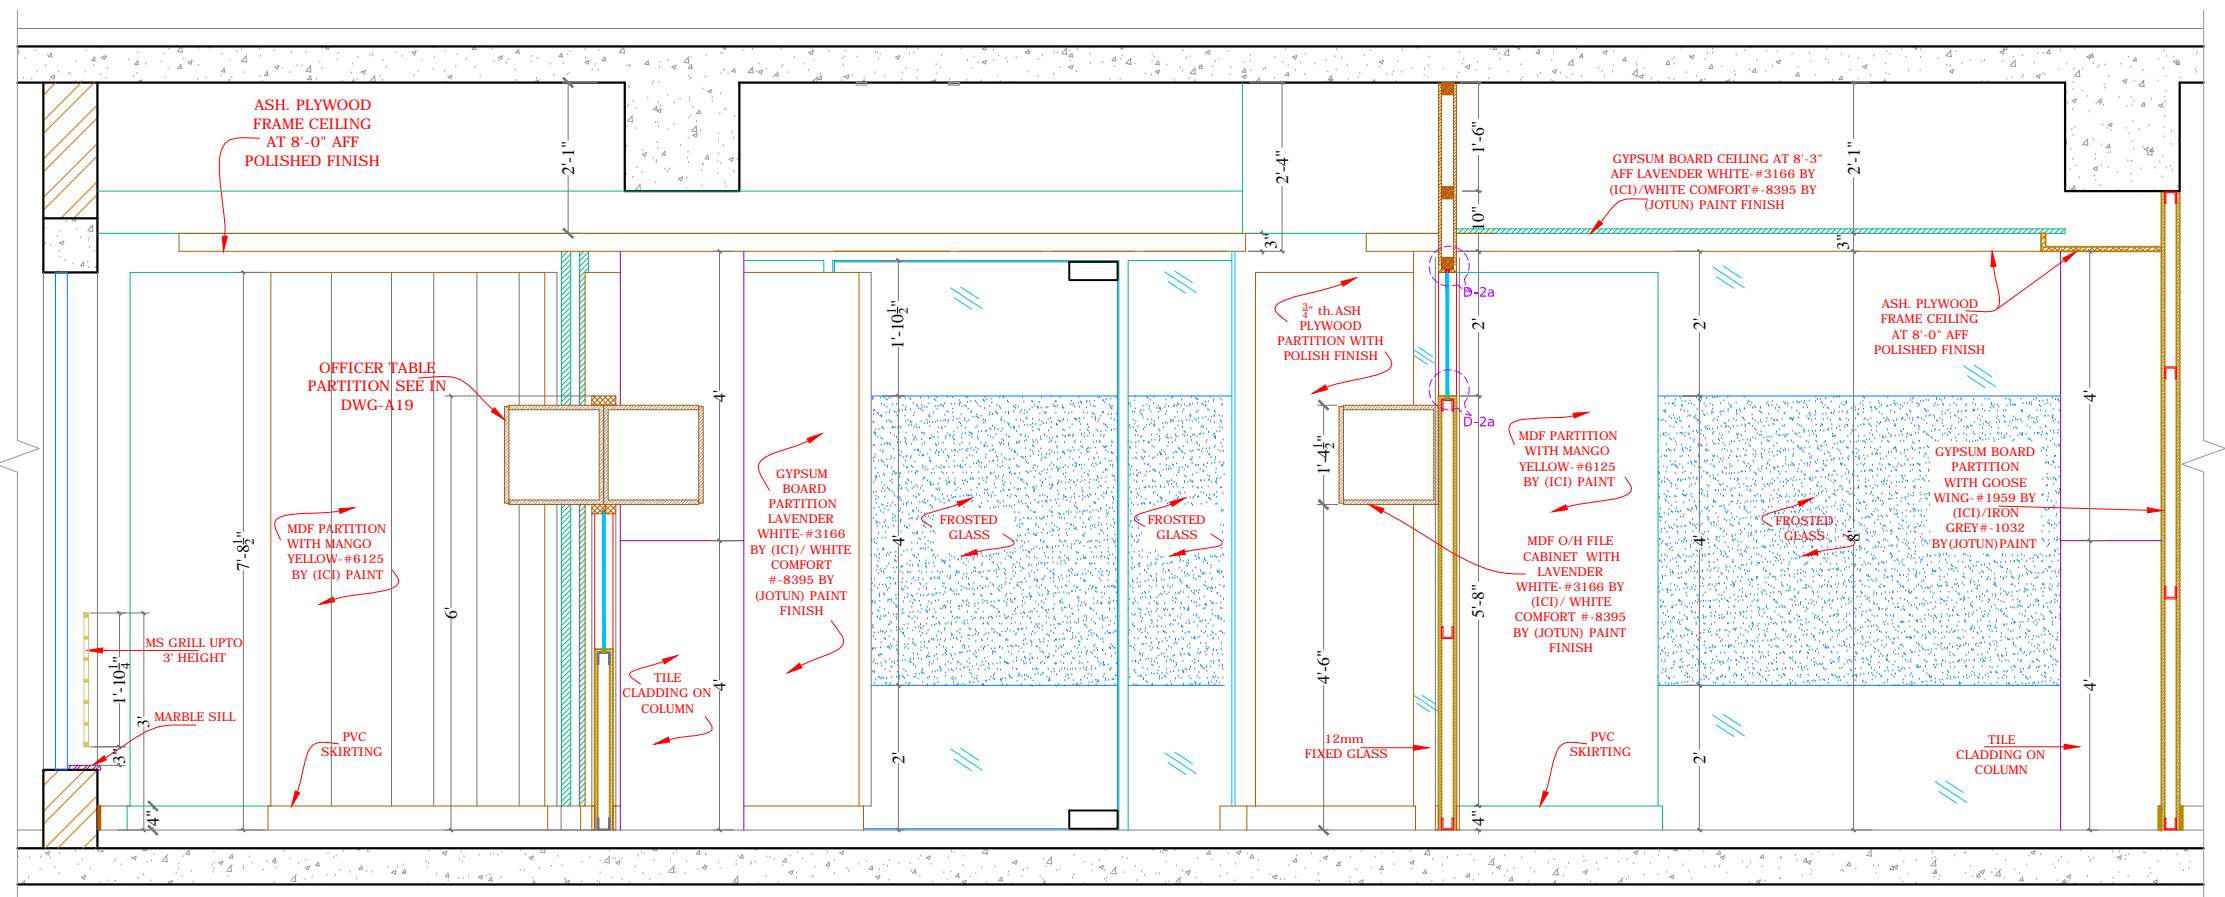 ASH. PLYWOOD
FRAME CEILING
AT 8'-0" AFF
POLISHED FINISH
2'-1"
2'-4"
3"
1'-6"
10"
GYPSUM BOARD CEILING AT 8'-3"
AFF LAVENDER WHITE-#3166 BY
(ICI)/WHITE COMFORT#-8395 BY
(JOTUN) PAINT FINISH
2'-1"
3"
OFFICER TABLE
PARTITION SEE IN
DWG-A19
MDF PARTITION
WITH MANGO
YELLOW-#6125
BY (ICI) PAINT
7'-8½"
6'
MS GRILL UPTO
3' HEIGHT
1'-10¼"
3'
3"
MARBLE SILL
PVC
SKIRTING
4"
4'
4'
TILE
CLADDING ON
COLUMN
GYPSUM
BOARD
PARTITION
LAVENDER
WHITE-#3166
BY (ICI)/ WHITE
COMFORT
#-8395 BY
(JOTUN) PAINT
FINISH
1'-10½"
4'
2'
FROSTED
GLASS
FROSTED
GLASS
¾" th.ASH
PLYWOOD
PARTITION WITH
POLISH FINISH
1'-4½"
4'-6"
12mm
FIXED GLASS
D-2a
D-2a
2'
5'-8"
4"
MDF PARTITION
WITH MANGO
YELLOW-#6125
BY (ICI) PAINT
MDF O/H FILE
CABINET WITH
LAVENDER
WHITE-#3166 BY
(ICI)/ WHITE
COMFORT #-8395
BY (JOTUN) PAINT
FINISH
PVC
SKIRTING
2'
4'
2'
FROSTED
GLASS
8'
ASH. PLYWOOD
FRAME CEILING
AT 8'-0" AFF
POLISHED FINISH
GYPSUM BOARD
PARTITION
WITH GOOSE
WING-#1959 BY
(ICI)/IRON
GREY#-1032
BY(JOTUN)PAINT
4'
4'
TILE
CLADDING ON
COLUMN